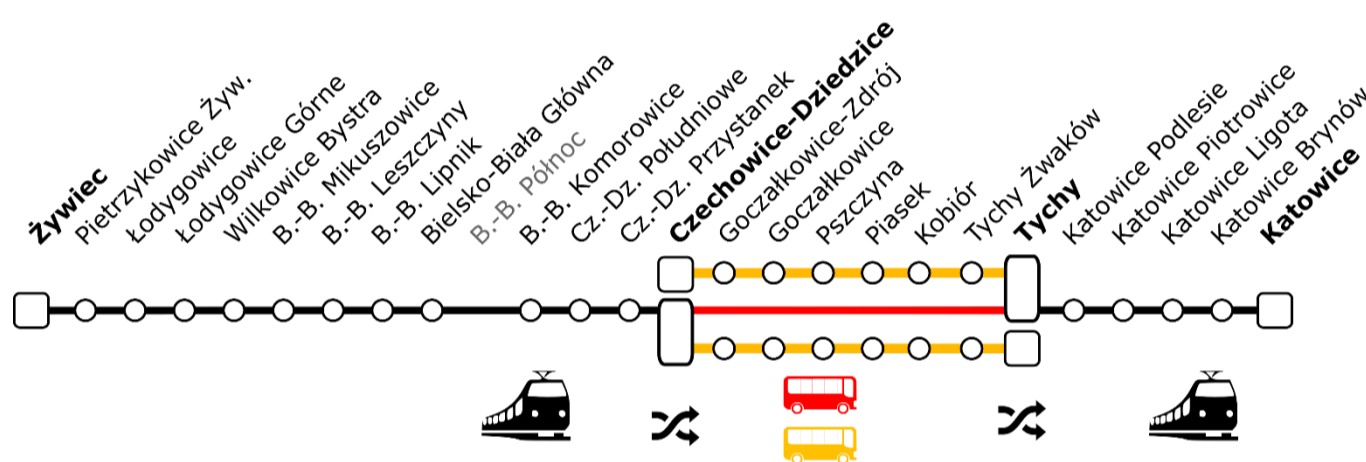 Żywiec
Pietrzykowice Żyw.
Łodygowice
Łodygowice Górne
Wilkowice Bystra
B.-B. Mikuszowice
B.-B. Leszczyny
B.-B. Lipnik
Bielsko-Biała Główna
B.-B. Północ
B.-B. Komorowice
Cz.-Dz. Południowe
Cz.-Dz. Przystanek
Czechowice-Dziedzice
Goczałkowice-Zdrój
Goczałkowice
Pszczyna
Piasek
Kobiór
Tychy Żwaków
Tychy
Katowice Podlesie
Katowice Piotrowice
Katowice Ligota
Katowice Brynów
Katowice